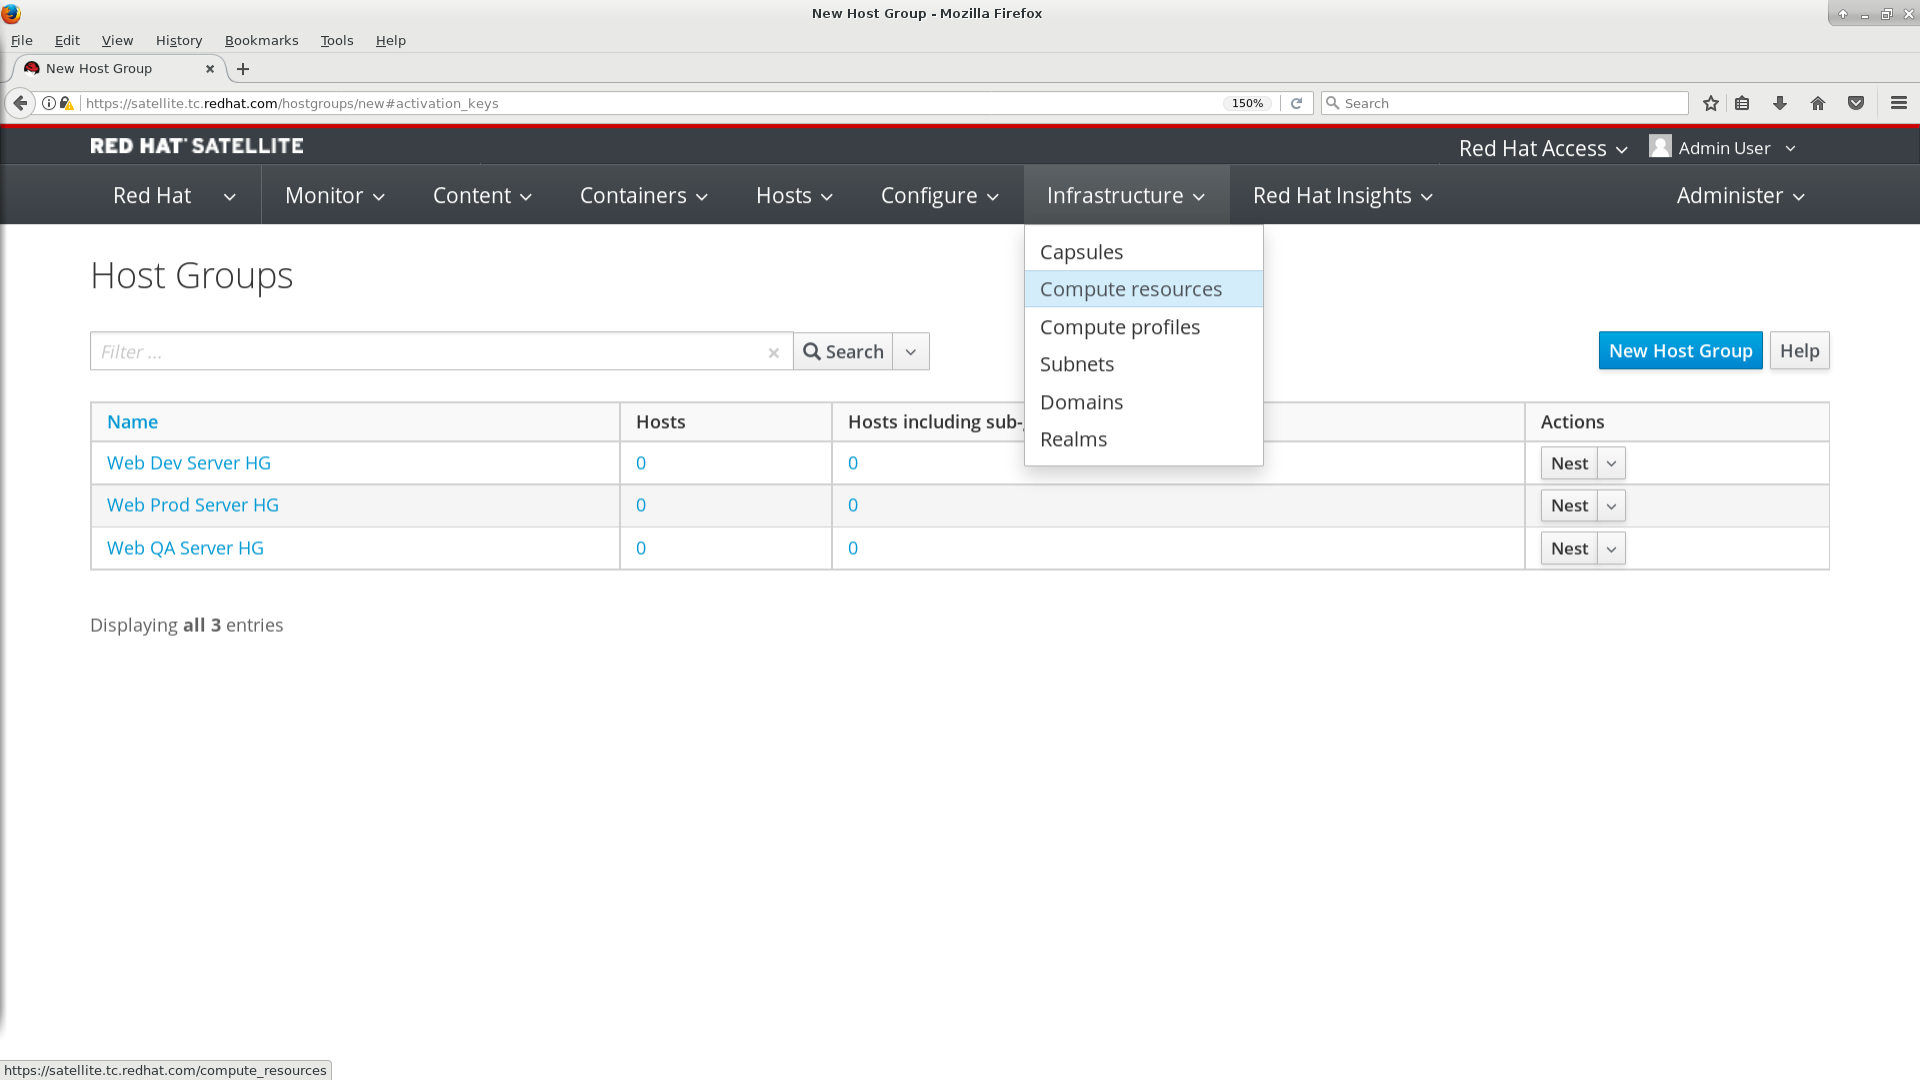 New Host Group - Mozilla Firefox
File Edit View History Bookmarks Tools Help
New Host Group
https://satellite.tc.redhat.com/hostgroups/new#activation_keys 150% Search
RED HAT SATELLITE Red Hat Access Admin User
Red Hat Monitor Content Containers Hosts Configure Infrastructure Red Hat Insights Administer
Capsules
Compute resources
Compute profiles
Subnets
Domains
Realms
Host Groups
Filter ... Search New Host Group Help
Name Hosts Hosts including sub- Actions
Web Dev Server HG 0 0 Nest
Web Prod Server HG 0 0 Nest
Web QA Server HG 0 0 Nest
Displaying all 3 entries
https://satellite.tc.redhat.com/compute_resources